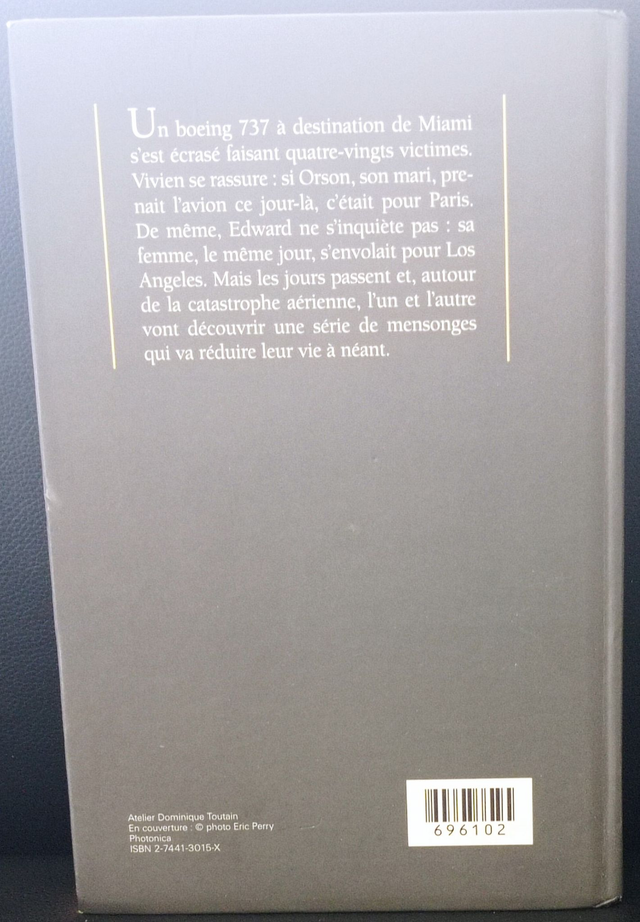 Un boeing 737 à destination de Miami
s'est écrasé faisant quatre-vingts victimes.
Vivien se rassure : si Orson, son mari, pre-
nait l'avion ce jour-là, c'était pour Paris.
De même, Edward ne s'inquiète pas : sa
femme, le même jour, s'envolait pour Los
Angeles. Mais les jours passent et, autour
de la catastrophe aérienne, l'un et l'autre
vont découvrir une série de mensonges
qui va réduire leur vie à néant.
Atelier Dominique Toutain
En couverture : © photo Eric Perry
Photonica
ISBN 2-7441-3015-X
696102